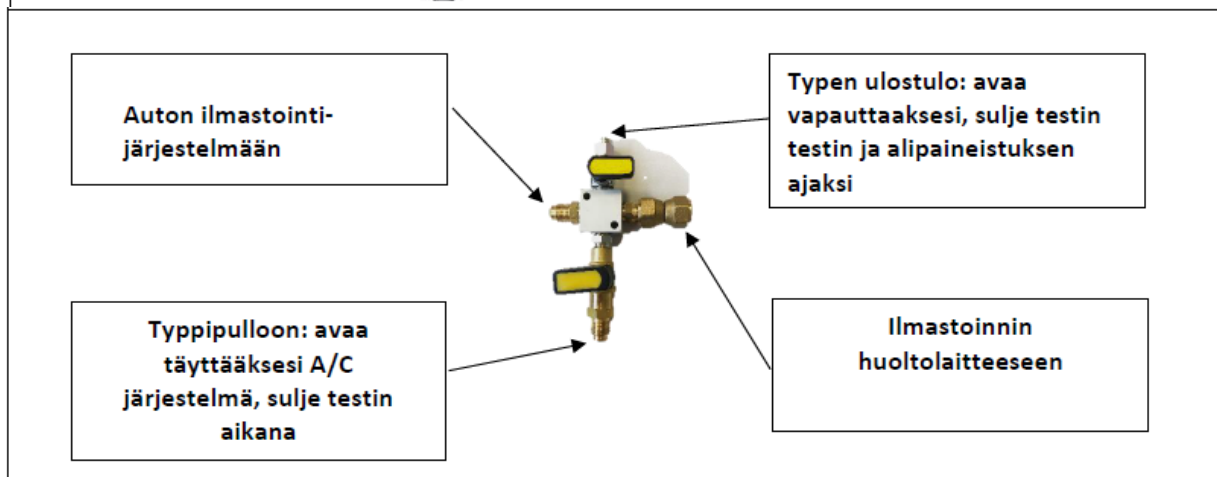 Auton ilmastointi-
järjestelmään
Typen ulostulo: avaa
vapauttaaksesi, sulje testin
testin ja alipaineistuksen
ajaksi
Typpipulloon: avaa
täyttääksesi A/C
järjestelmä, sulje testin
aikana
Ilmastoinnin
huoltolaitteeseen